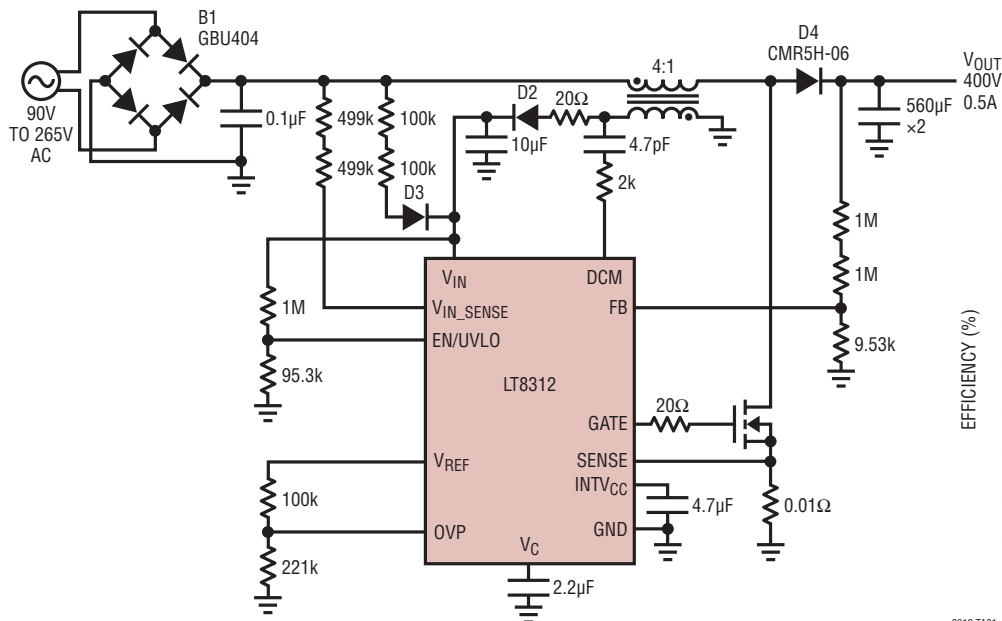 B1
GBU404
90V
TO 265V
AC
0.1µF
499k
499k
100k
100k
D3
10µF
D2
20Ω
4.7pF
2k
4:1
D4
CMR5H-06
VOUT
400V
0.5A
560µF
×2
1M
1M
9.53k
1M
95.3k
100k
221k
VIN
DCM
VIN_SENSE
FB
EN/UVLO
LT8312
GATE
20Ω
VREF
SENSE
INTVCC
4.7µF
0.01Ω
OVP
GND
VC
2.2µF
EFFICIENCY (%)